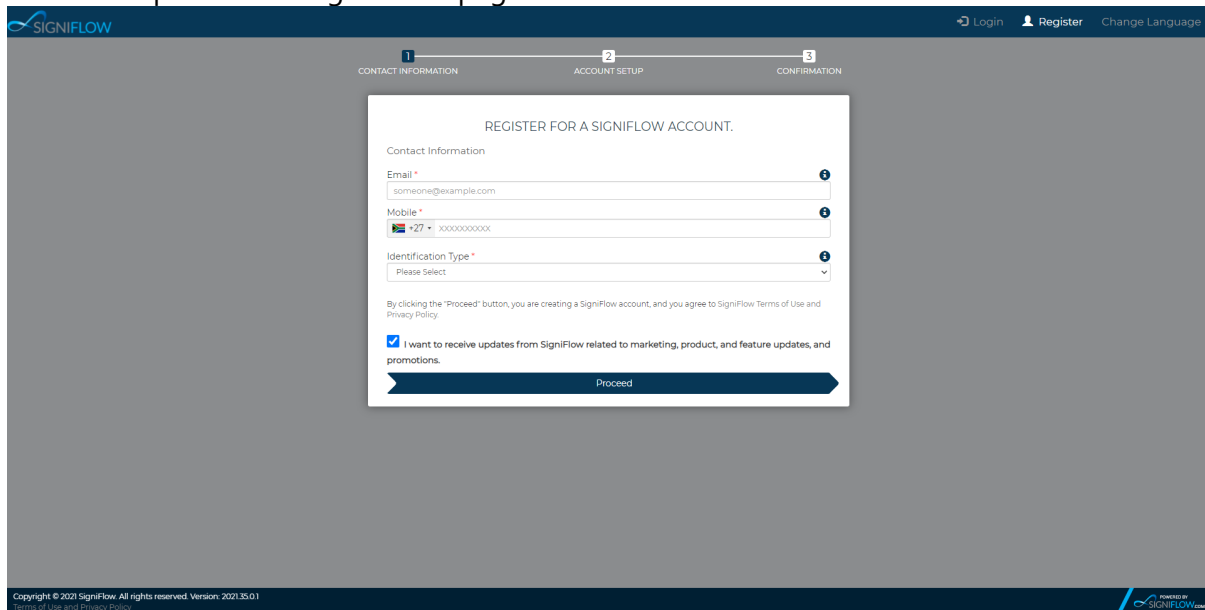 SIGNIFLOW
Login Register Change Language
1 2 3
CONTACT INFORMATION ACCOUNT SETUP CONFIRMATION
REGISTER FOR A SIGNIFLOW ACCOUNT.
Contact Information
Email *
someone@example.com
Mobile *
+27 xxxxxxxxxx
Identification Type *
Please Select
By clicking the "Proceed" button, you are creating a SigniFlow account, and you agree to SigniFlow Terms of Use and
Privacy Policy.
I want to receive updates from SigniFlow related to marketing, product, and feature updates, and
promotions.
Proceed
Copyright © 2021 SigniFlow. All rights reserved. Version: 2021.35.0.1
Terms of Use and Privacy Policy
POWERED BY
SIGNIFLOW.COM